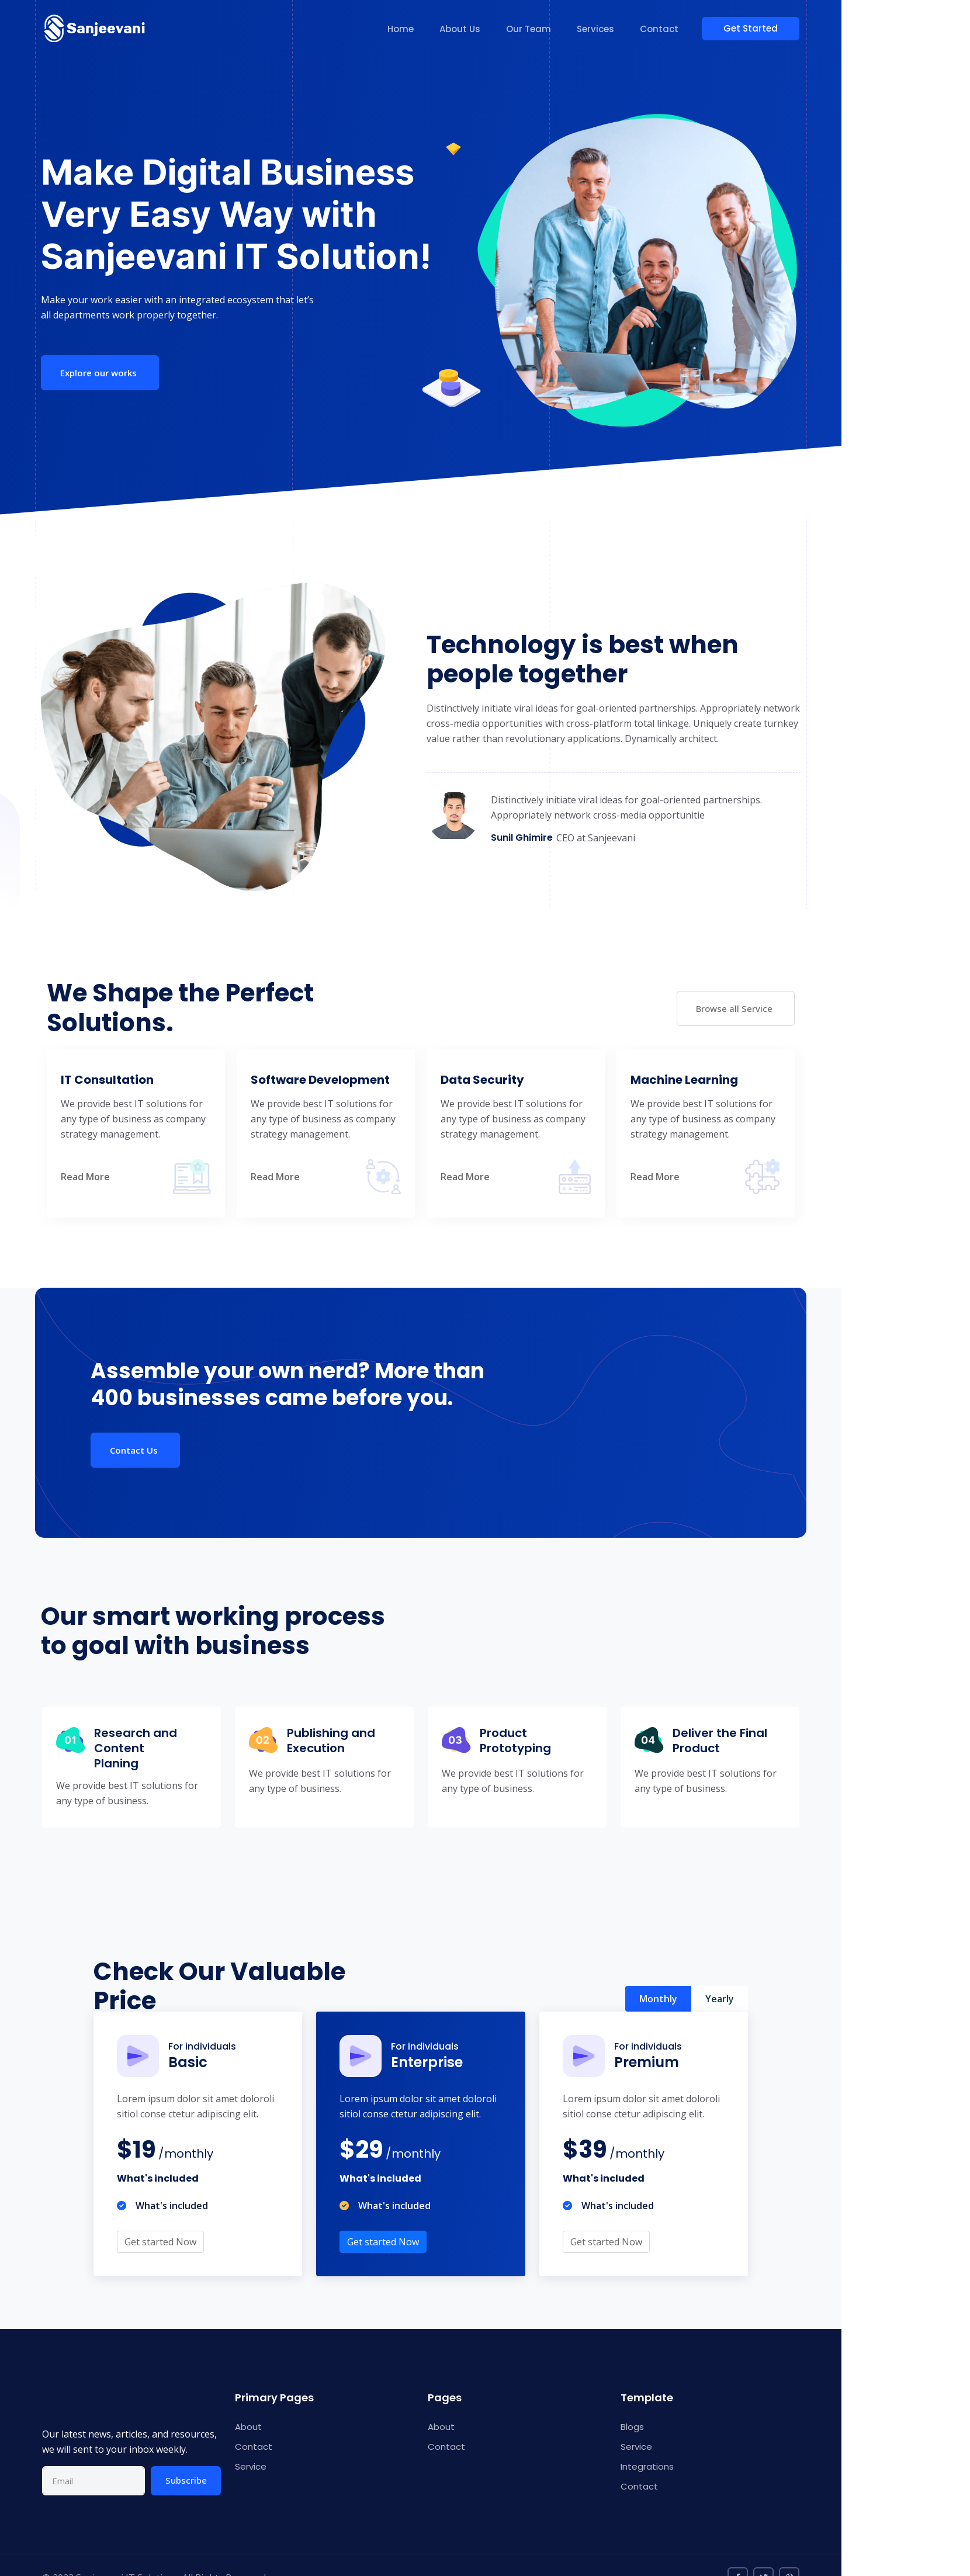 Sanjeevani
Home
About Us
Our Team
Services
Contact
Get Started
Make Digital Business
Very Easy Way with
Sanjeevani IT Solution!
Make your work easier with an integrated ecosystem that let's
all departments work properly together.
Explore our works
Technology is best when
people together
Distinctively initiate viral ideas for goal-oriented partnerships. Appropriately network
cross-media opportunities with cross-platform total linkage. Uniquely create turnkey
value rather than revolutionary applications. Dynamically architect.
Distinctively initiate viral ideas for goal-oriented partnerships.
Appropriately network cross-media opportunitie
Sunil Ghimire CEO at Sanjeevani
We Shape the Perfect
Solutions.
Browse all Service
IT Consultation
We provide best IT solutions for
any type of business as company
strategy management.
Read More
Software Development
We provide best IT solutions for
any type of business as company
strategy management.
Read More
Data Security
We provide best IT solutions for
any type of business as company
strategy management.
Read More
Machine Learning
We provide best IT solutions for
any type of business as company
strategy management.
Read More
Assemble your own nerd? More than
400 businesses came before you.
Contact Us
Our smart working process
to goal with business
01
Research and
Content
Planing
We provide best IT solutions for
any type of business.
02
Publishing and
Execution
We provide best IT solutions for
any type of business.
03
Product
Prototyping
We provide best IT solutions for
any type of business.
04
Deliver the Final
Product
We provide best IT solutions for
any type of business.
Check Our Valuable
Price
Monthly
Yearly
For individuals
Basic
Lorem ipsum dolor sit amet doloroli
sitiol conse ctetur adipiscing elit.
$19 /monthly
What's included
What's included
Get started Now
For individuals
Enterprise
Lorem ipsum dolor sit amet doloroli
sitiol conse ctetur adipiscing elit.
$29 /monthly
What's included
What's included
Get started Now
For individuals
Premium
Lorem ipsum dolor sit amet doloroli
sitiol conse ctetur adipiscing elit.
$39 /monthly
What's included
What's included
Get started Now
Our latest news, articles, and resources,
we will sent to your inbox weekly.
Email
Subscribe
Primary Pages
About
Contact
Service
Pages
About
Contact
Template
Blogs
Service
Integrations
Contact